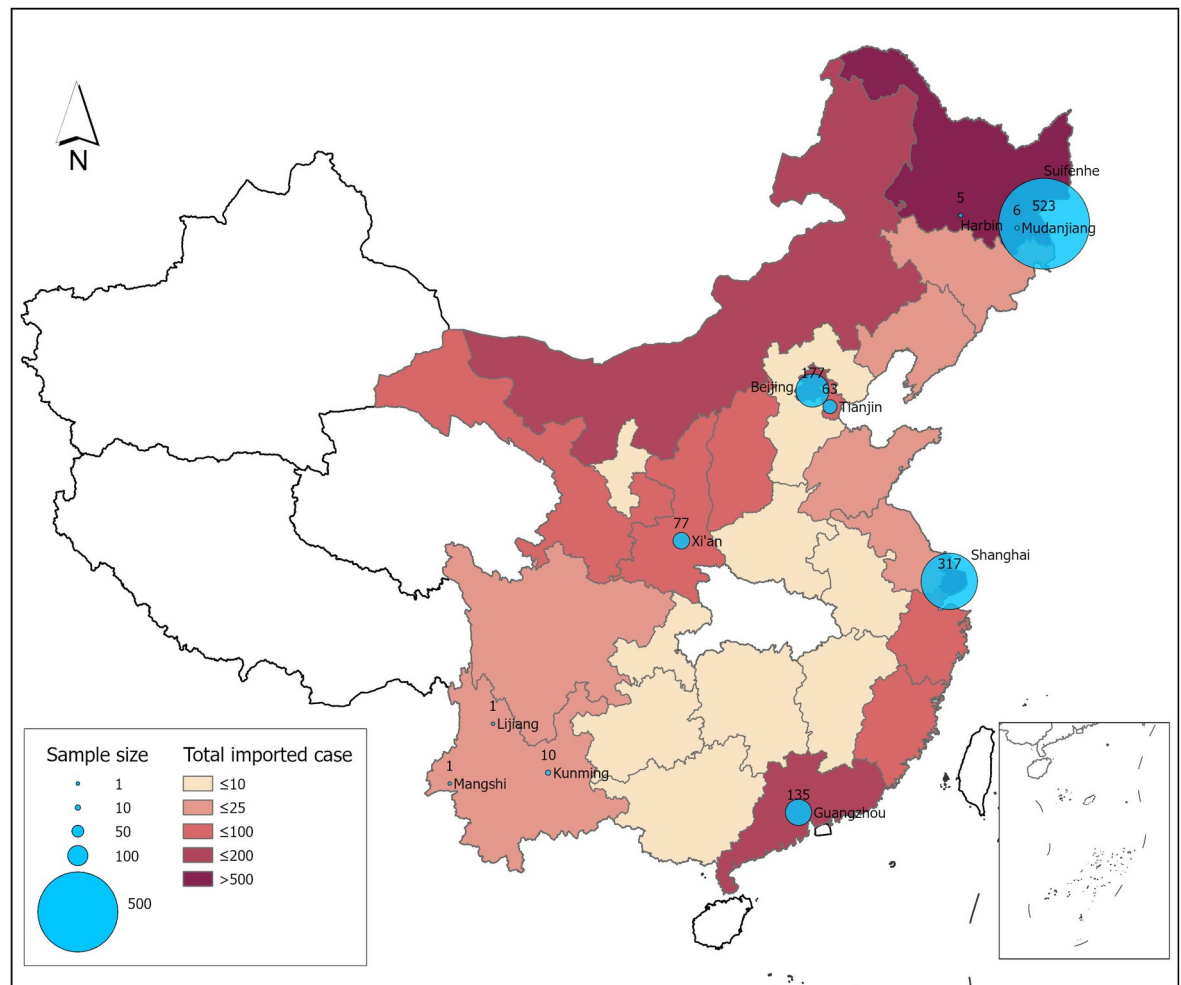 N
Suifenhe
5
523
6
Harbin
Mudanjiang
177
Beijing
63
Tianjin
77
Xi'an
Shanghai
317
1
Lijiang
10
1
Kunming
Mangshi
135
Guangzhou
Sample size
1
10
50
100
500
Total imported case
≤10
≤25
≤100
≤200
>500